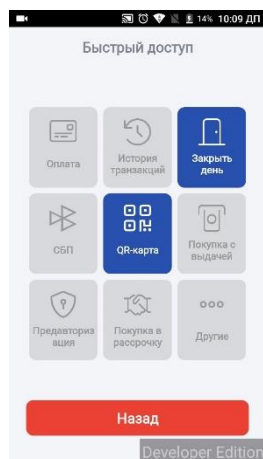 14% 10:09 ДП
Быстрый доступ
Оплата
История
транзакций
Закрыть
день
СБП
QR-карта
Покупка с
выдачей
Предавториз
ация
Покупка в
рассрочку
Другие
Назад
Developer Edition